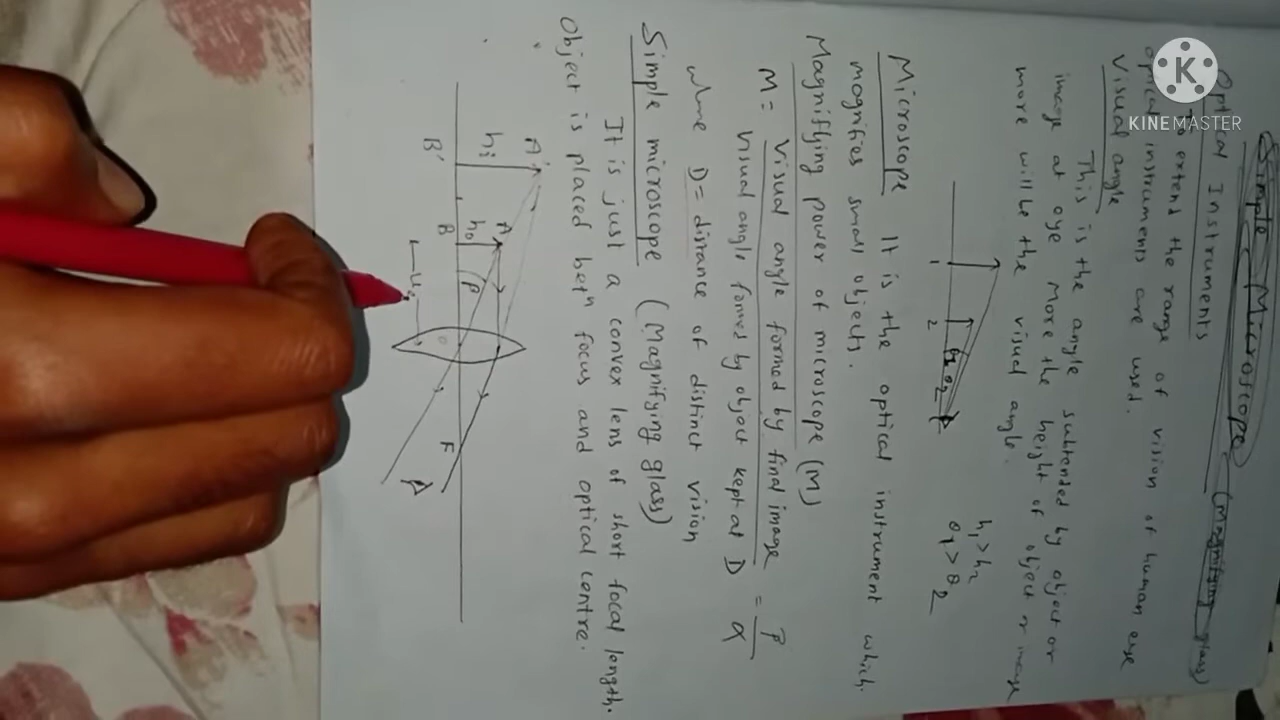 Simple Microscope (Magnifying glass)
Optical Instruments
To extend the range of vision of human eye
optical instruments are used.
Visual angle
This is the angle subtended by object or
image at eye More the height of object or image
more will be the visual angle.
1
2
θ2
h1 > h2
θ1 > θ2
Microscope It is the optical instrument which
magnifies small objects.
Magnifying power of microscope (M)
M = Visual angle formed by final image
visual angle formed by object kept at D
= β
α
where D = distance of distinct vision
Simple microscope (Magnifying glass)
It is just a convex lens of short focal length.
Object is placed betn focus and optical centre.
A'
A
hi
ho
β
B'
B
F
u
K
KINEMASTER